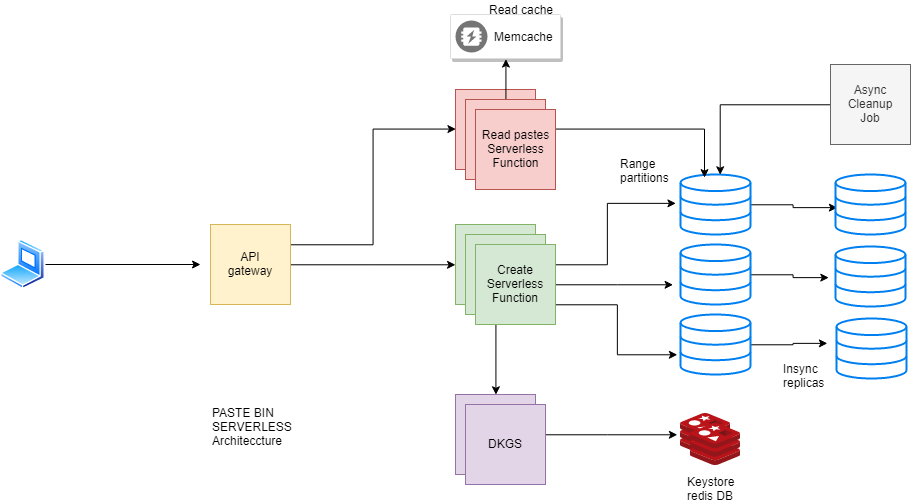 Read cache
Memcache
Async
Cleanup
Job
Read pastes
Serverless
Function
Range
partitions
API
gateway
Create
Serverless
Function
Insync
replicas
PASTE BIN
SERVERLESS
Architeccture
DKGS
Keystore
redis DB